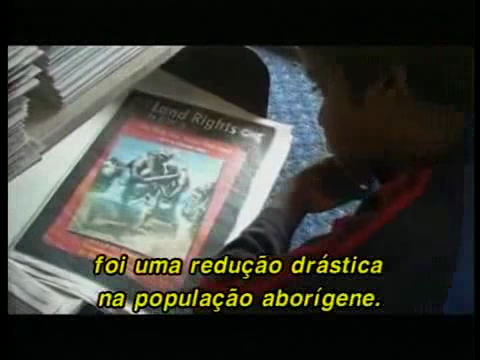 Land Rights
foi uma redução drástica
na população aborígene.